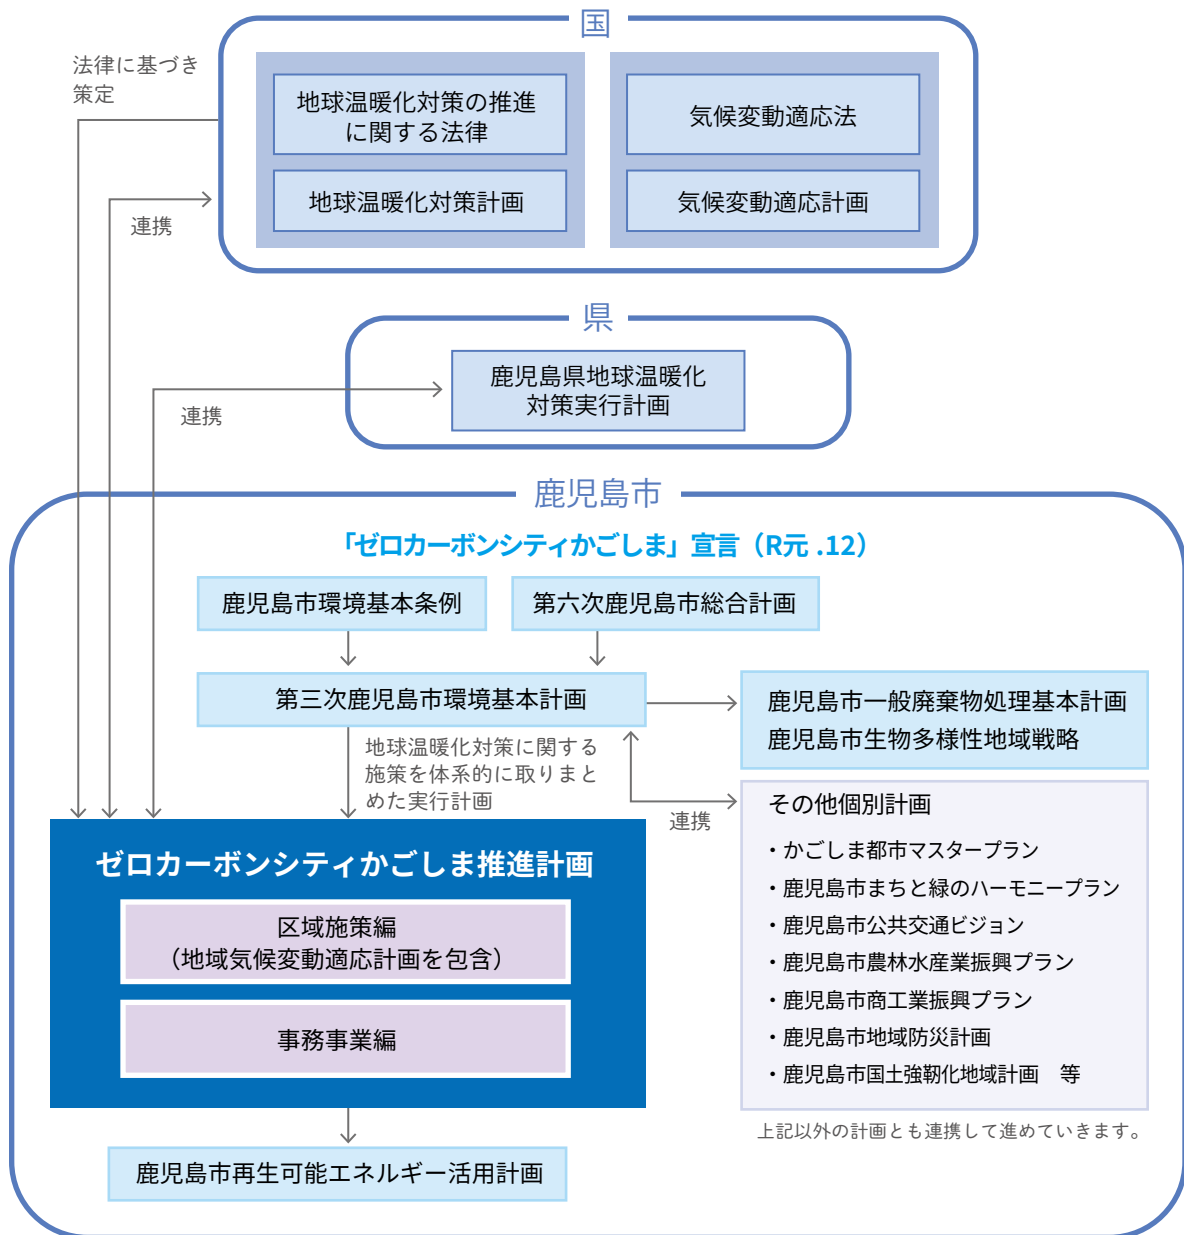 国
法律に基づき
策定
地球温暖化対策の推進
に関する法律
気候変動適応法
地球温暖化対策計画
気候変動適応計画
連携
県
鹿児島県地球温暖化
対策実行計画
連携
鹿児島市
「ゼロカーボンシティかごしま」宣言（R元 .12）
鹿児島市環境基本条例
第六次鹿児島市総合計画
第三次鹿児島市環境基本計画
鹿児島市一般廃棄物処理基本計画
鹿児島市生物多様性地域戦略
地球温暖化対策に関する
施策を体系的に取りまと
めた実行計画
連携
その他個別計画
・かごしま都市マスタープラン
・鹿児島市まちと緑のハーモニープラン
・鹿児島市公共交通ビジョン
・鹿児島市農林水産業振興プラン
・鹿児島市商工業振興プラン
・鹿児島市地域防災計画
・鹿児島市国土強靭化地域計画　等
上記以外の計画とも連携して進めていきます。
ゼロカーボンシティかごしま推進計画
区域施策編
（地域気候変動適応計画を包含）
事務事業編
鹿児島市再生可能エネルギー活用計画